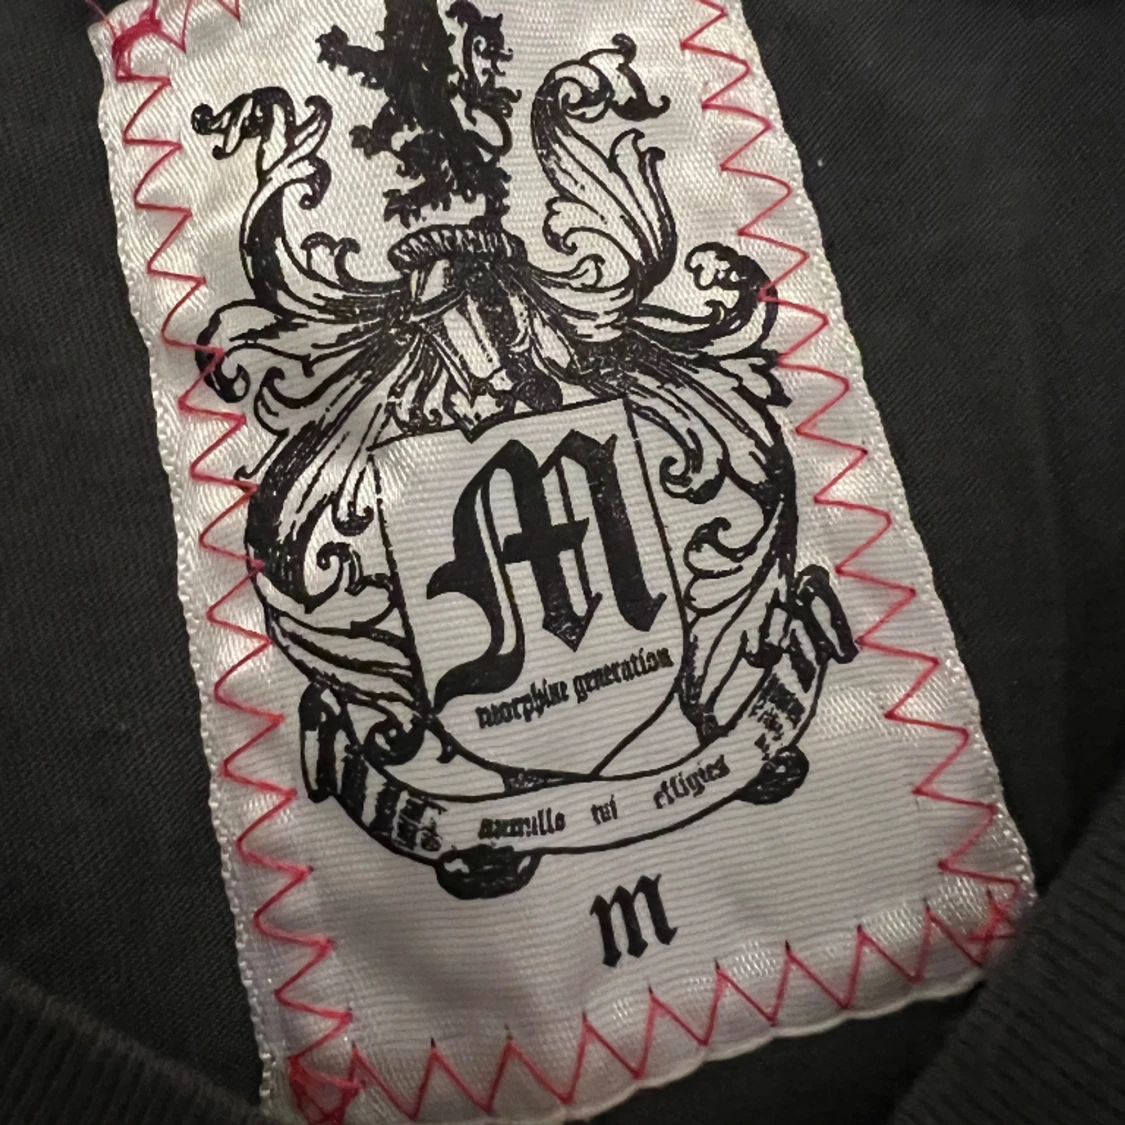 M
morphine generation
tui effigies
m